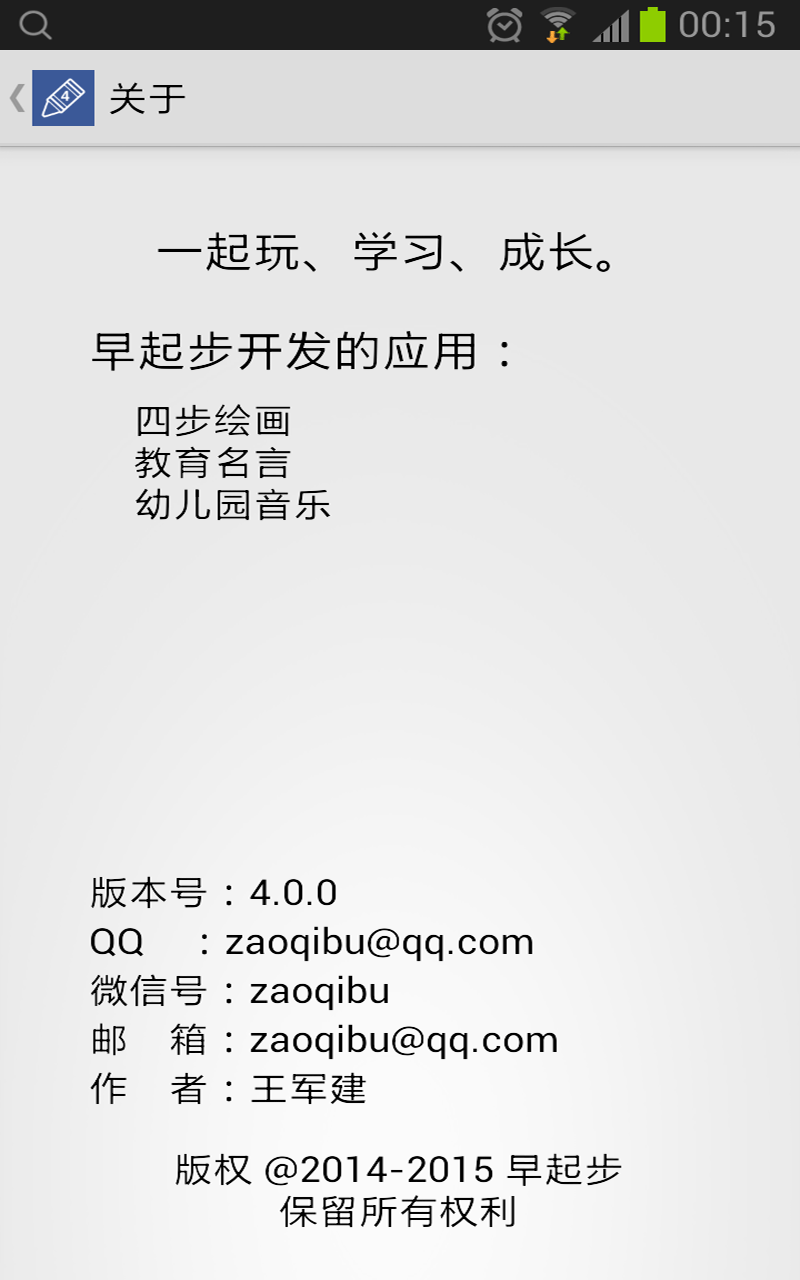 00:15
4
关于
一起玩、学习、成长。
早起步开发的应用：
四步绘画
教育名言
幼儿园音乐
版本号：4.0.0
QQ ：zaoqibu@qq.com
微信号：zaoqibu
邮 箱：zaoqibu@qq.com
作 者：王军建
版权 @2014-2015 早起步
保留所有权利